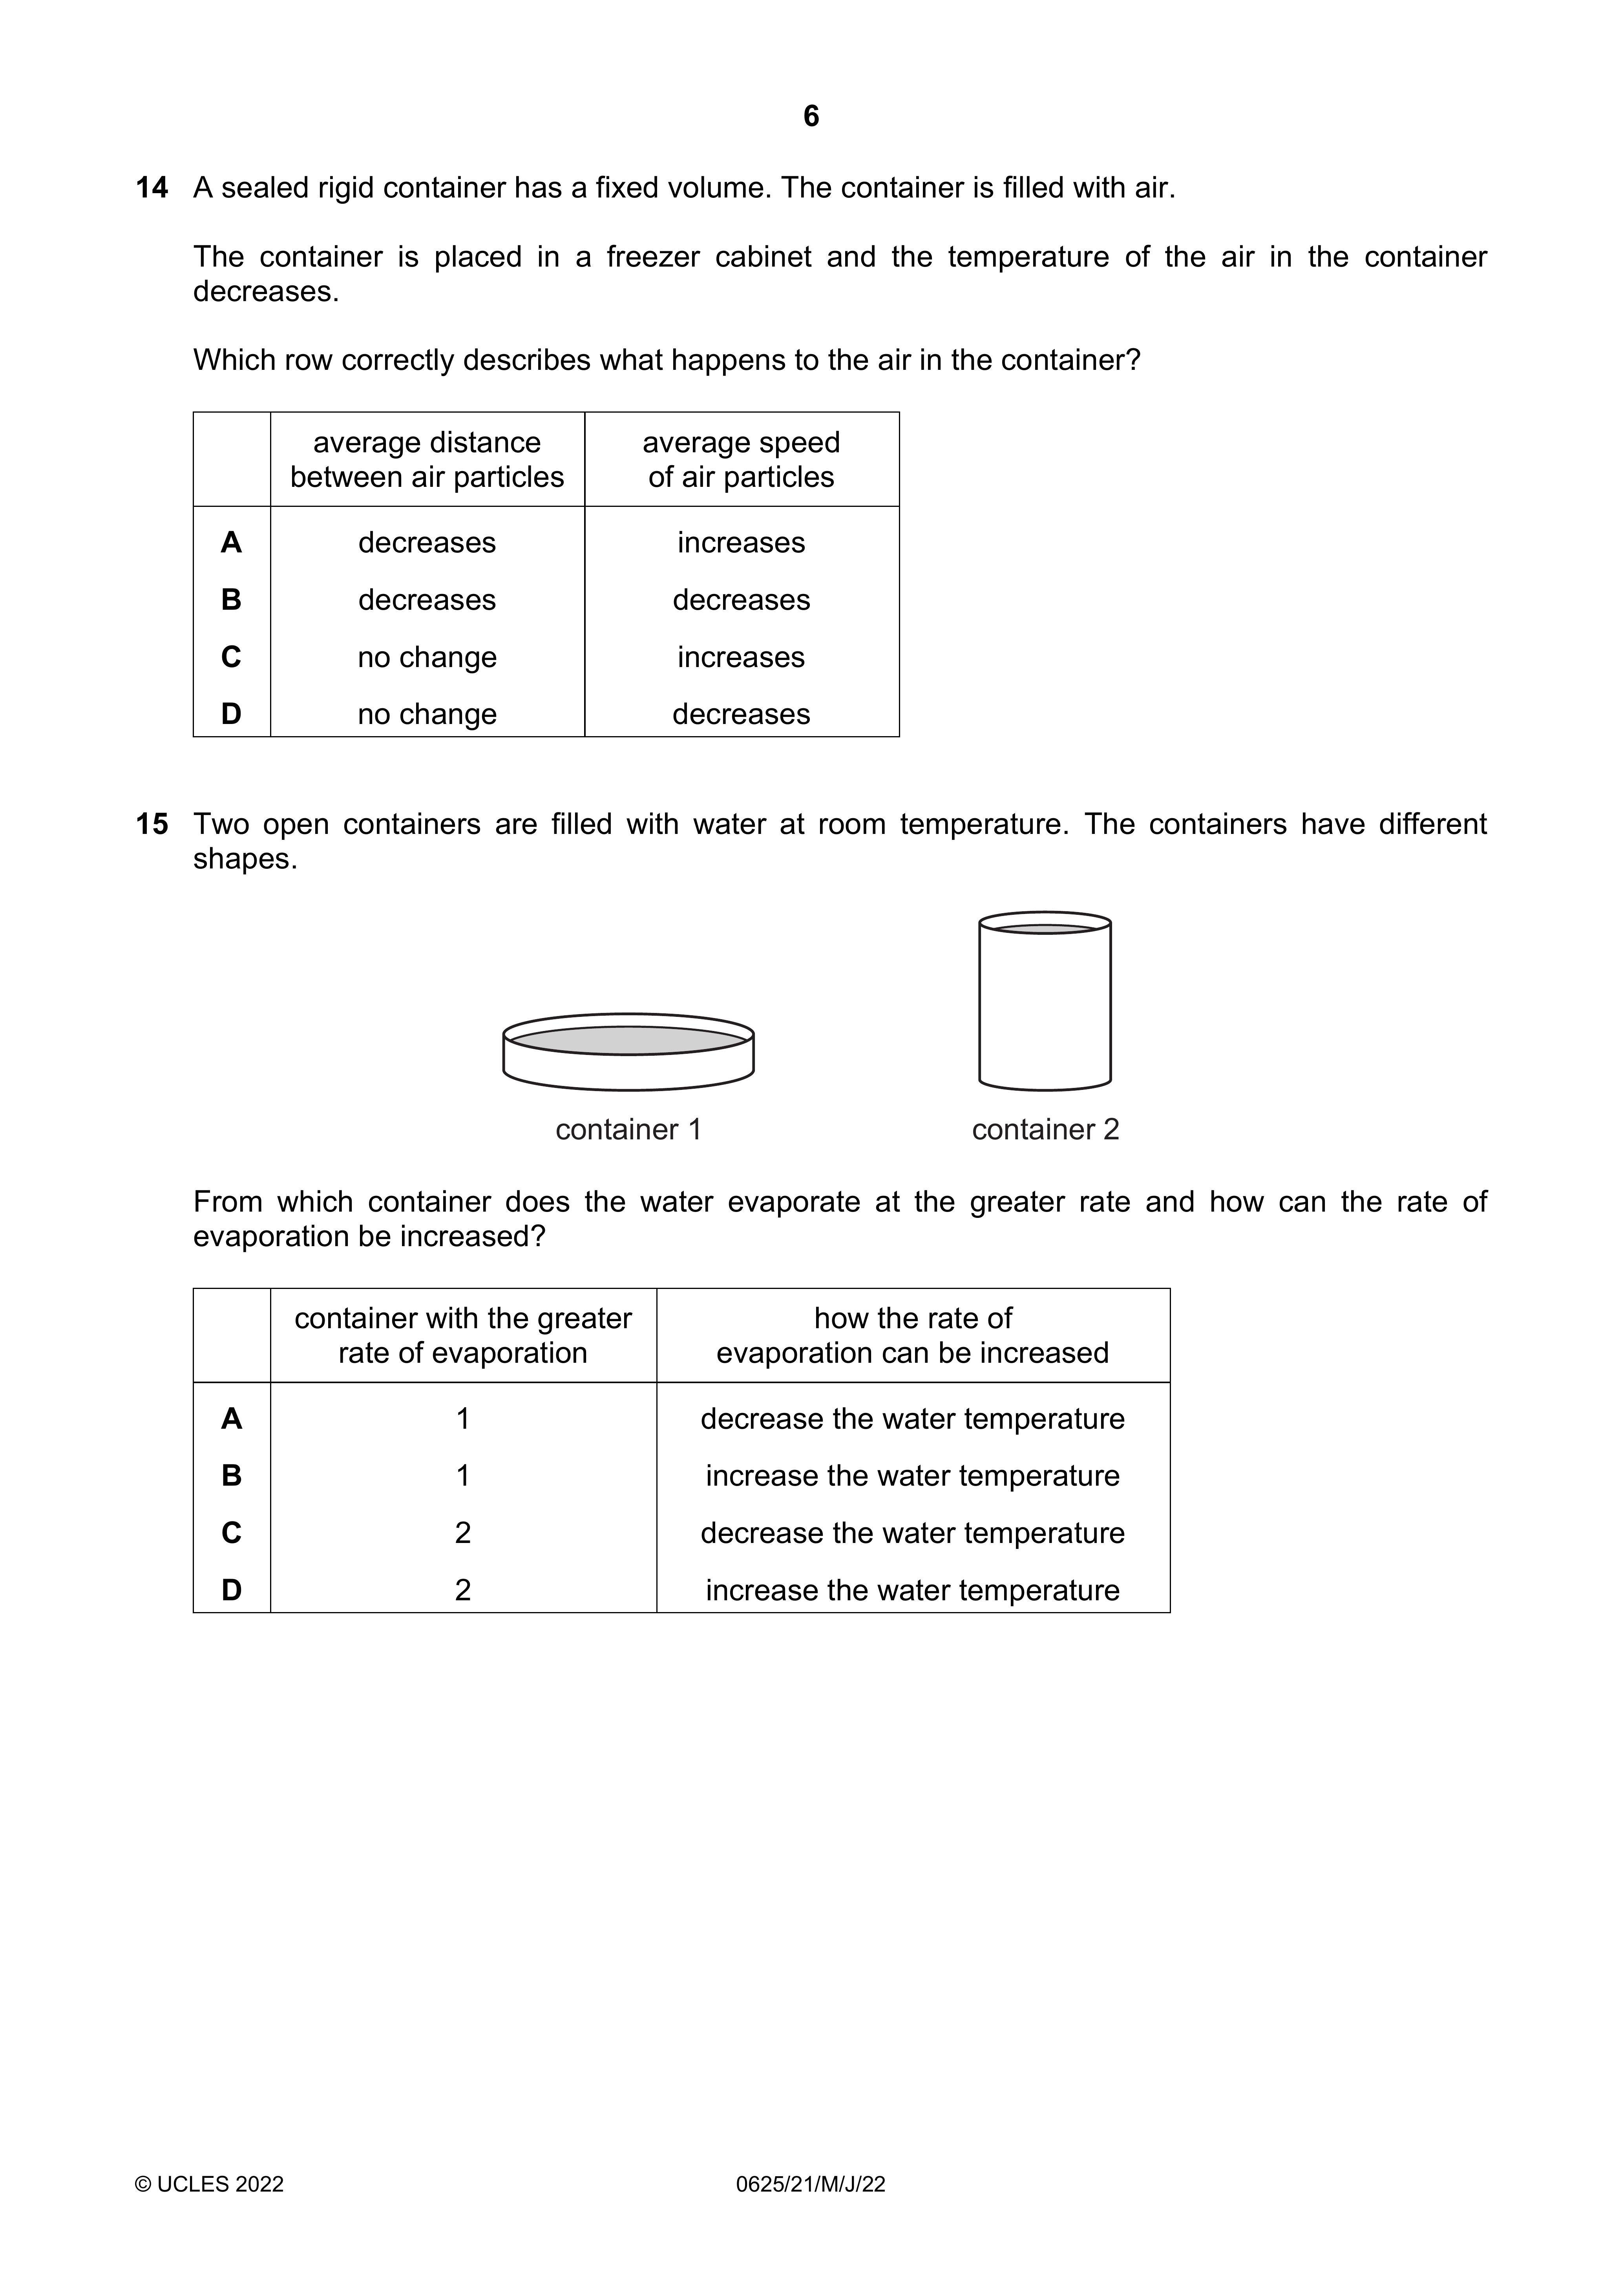 6
14 A sealed rigid container has a fixed volume. The container is filled with air.
The container is placed in a freezer cabinet and the temperature of the air in the container
decreases.
Which row correctly describes what happens to the air in the container?
average distance average speed
between air particles of air particles
A decreases increases
B decreases decreases
C no change increases
D no change decreases
15 Two open containers are filled with water at room temperature. The containers have different
shapes.
container 1 container 2
From which container does the water evaporate at the greater rate and how can the rate of
evaporation be increased?
container with the greater how the rate of
rate of evaporation evaporation can be increased
A 1 decrease the water temperature
B 1 increase the water temperature
C 2 decrease the water temperature
D 2 increase the water temperature
© UCLES 2022 0625/21/M/J/22